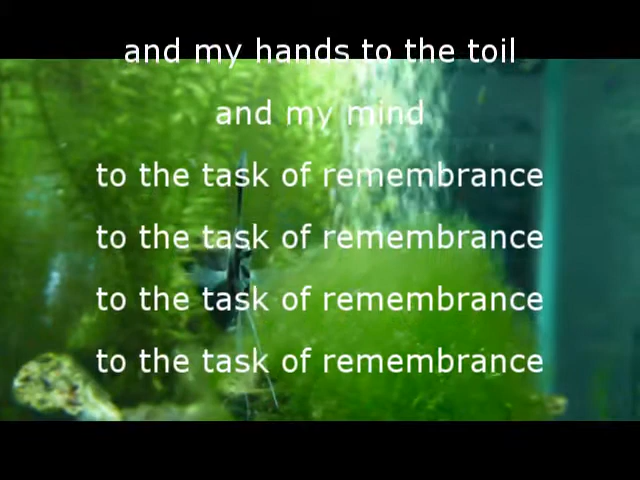 and my hands to the toil
and my mind
to the task of remembrance
to the task of remembrance
to the task of remembrance
to the task of remembrance